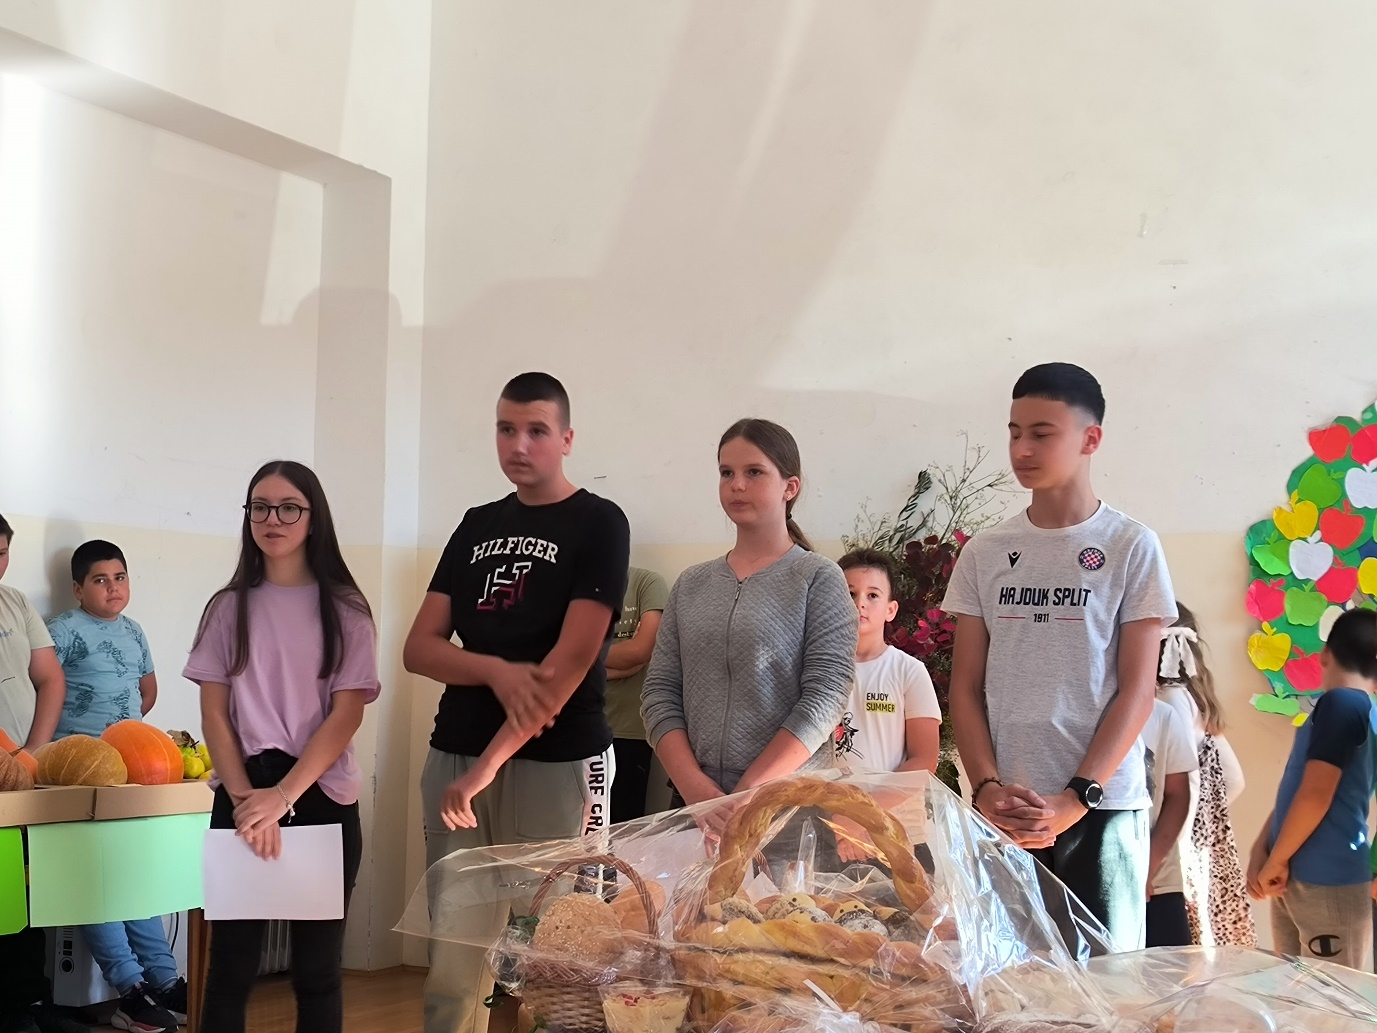 HILFIGER
H
ENJOY
SUMMER
HAJDUK SPLIT
1911